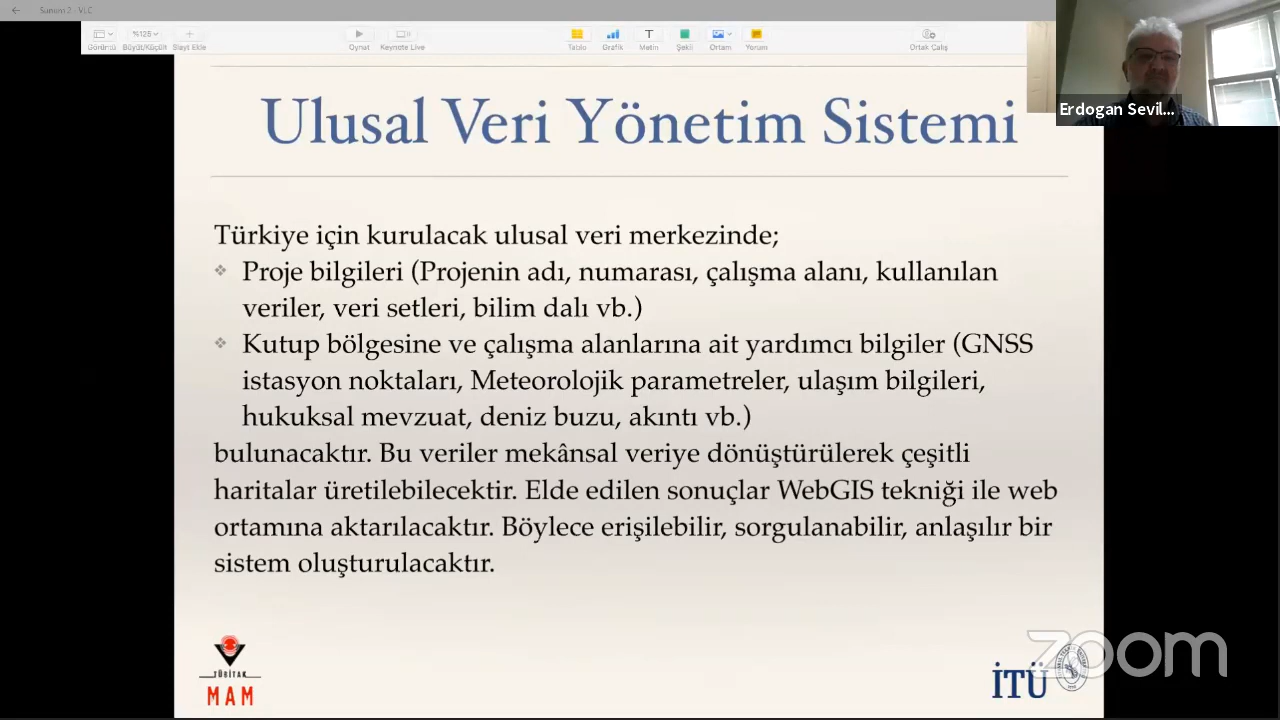 Sunum 2 - VLC
Görüntü
%125
Büyüt/Küçült
Slayt Ekle
Oynat
Keynote Live
Tablo
Grafik
Metin
Şekil
Ortam
Yorum
Ortak Çalış
Erdogan Sevil...
Ulusal Veri Yönetim Sistemi
Türkiye için kurulacak ulusal veri merkezinde;
❖ Proje bilgileri (Projenin adı, numarası, çalışma alanı, kullanılan
veriler, veri setleri, bilim dalı vb.)
❖ Kutup bölgesine ve çalışma alanlarına ait yardımcı bilgiler (GNSS
istasyon noktaları, Meteorolojik parametreler, ulaşım bilgileri,
hukuksal mevzuat, deniz buzu, akıntı vb.)
bulunacaktır. Bu veriler mekânsal veriye dönüştürülerek çeşitli
haritalar üretilebilecektir. Elde edilen sonuçlar WebGIS tekniği ile web
ortamına aktarılacaktır. Böylece erişilebilir, sorgulanabilir, anlaşılır bir
sistem oluşturulacaktır.
TÜBİTAK
MAM
İTÜ
zoom